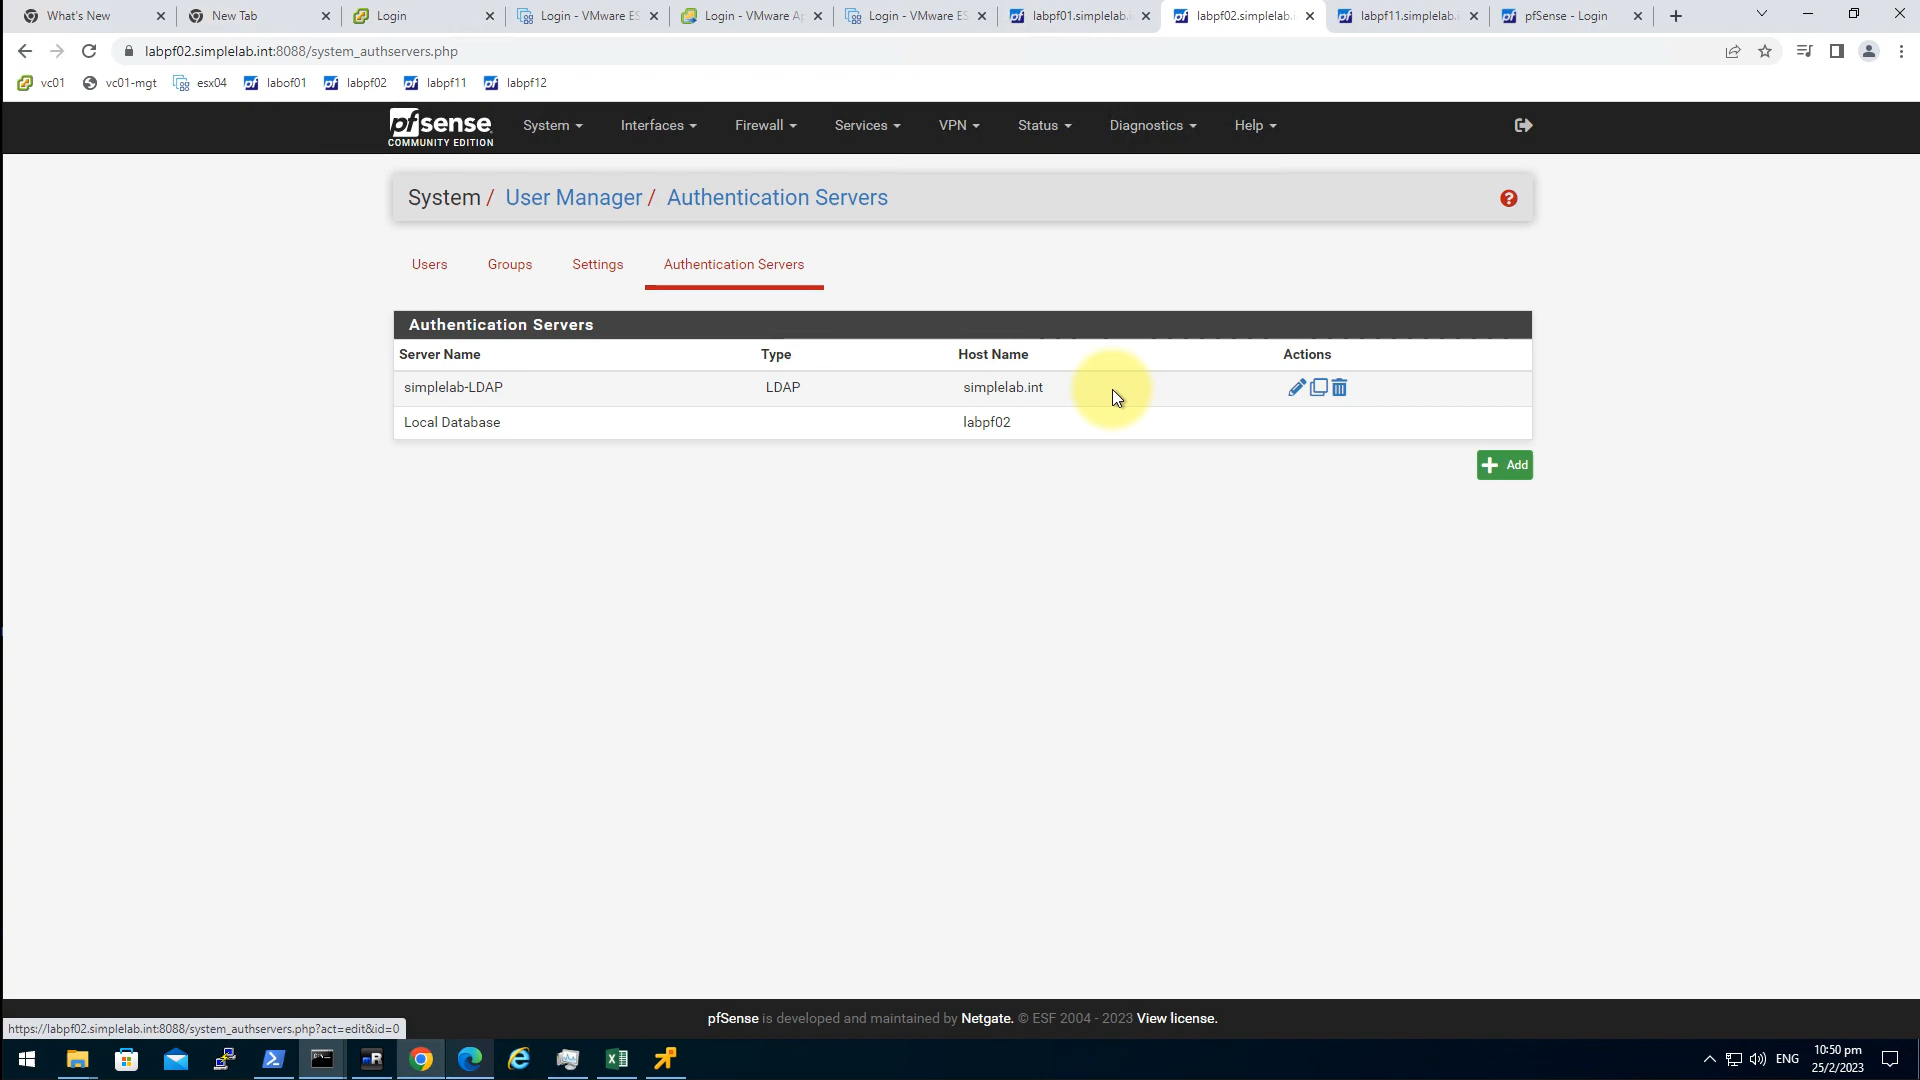 What's New
New Tab
Login
Login - VMware ES
Login - VMware Ap
Login - VMware ES
labpf01.simplelab.
labpf02.simplelab.i
labpf11.simplelab.i
pfSense - Login
labpf02.simplelab.int:8088/system_authservers.php
vc01
vc01-mgt
esx04
labof01
labpf02
labpf11
labpf12
pfsense
COMMUNITY EDITION
System
Interfaces
Firewall
Services
VPN
Status
Diagnostics
Help
System / User Manager / Authentication Servers
Users
Groups
Settings
Authentication Servers
Authentication Servers
Server Name Type Host Name Actions
simplelab-LDAP LDAP simplelab.int
Local Database labpf02
Add
pfSense is developed and maintained by Netgate. © ESF 2004 - 2023 View license.
https://labpf02.simplelab.int:8088/system_authservers.php?act=edit&id=0
ENG
10:50 pm
25/2/2023